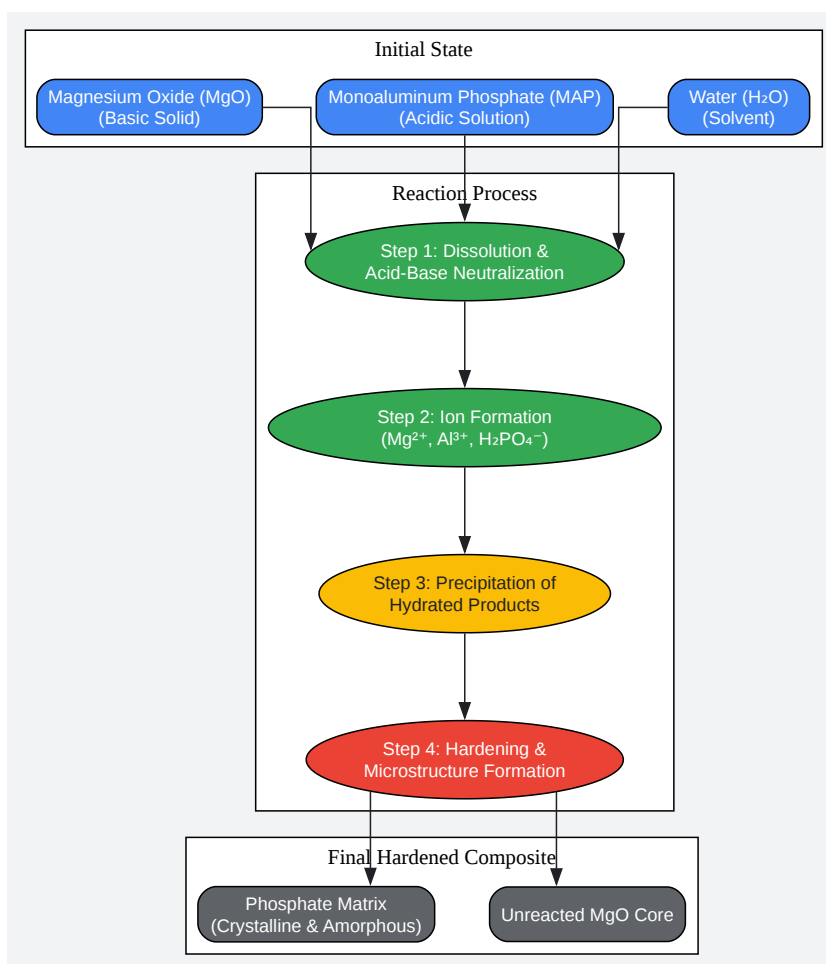 Initial State
Magnesium Oxide (MgO)
(Basic Solid)
Monoaluminum Phosphate (MAP)
(Acidic Solution)
Water (H₂O)
(Solvent)
Reaction Process
Step 1: Dissolution &
Acid-Base Neutralization
Step 2: Ion Formation
(Mg²⁺, Al³⁺, H₂PO₄⁻)
Step 3: Precipitation of
Hydrated Products
Step 4: Hardening &
Microstructure Formation
Final Hardened Composite
Phosphate Matrix
(Crystalline & Amorphous)
Unreacted MgO Core